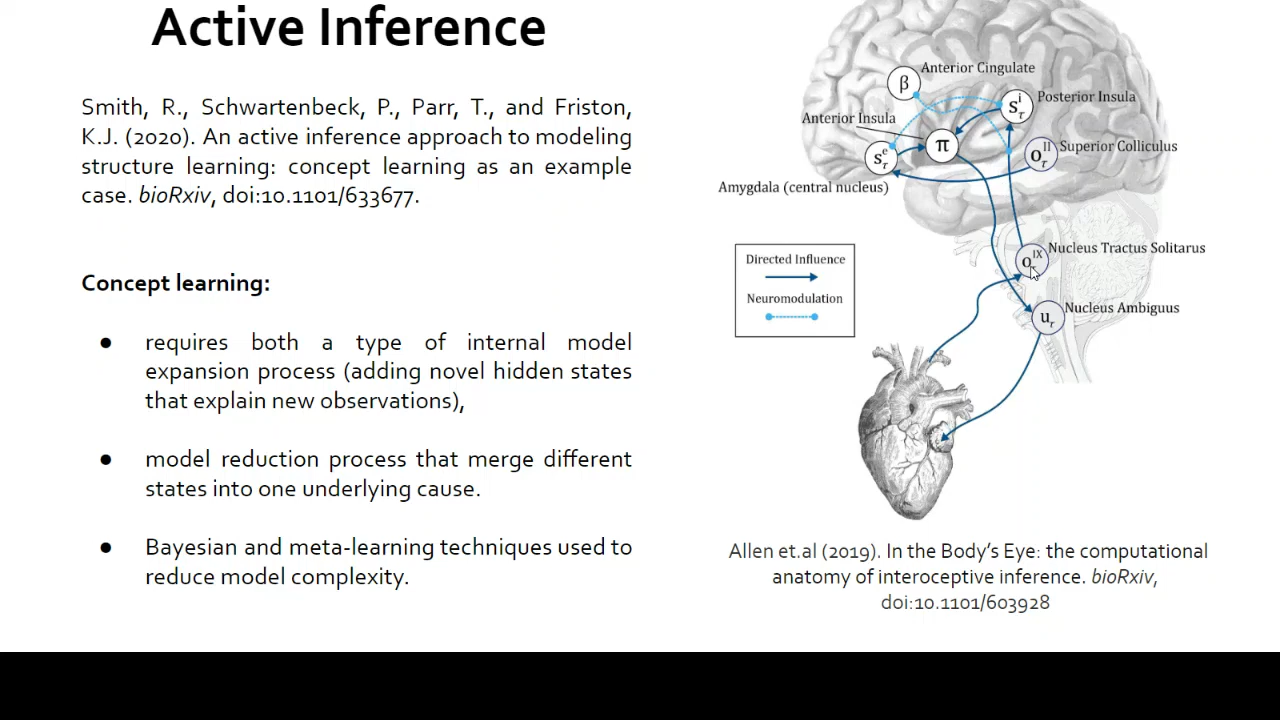 Active Inference
Smith, R., Schwartenbeck, P., Parr, T., and Friston,
K.J. (2020). An active inference approach to modeling
structure learning: concept learning as an example
case. bioRxiv, doi:10.1101/633677.
Concept learning:
● requires both a type of internal model
expansion process (adding novel hidden states
that explain new observations),
● model reduction process that merge different
states into one underlying cause.
● Bayesian and meta-learning techniques used to
reduce model complexity.
Anterior Cingulate
β
Posterior Insula
s^i_τ
Anterior Insula
π
Superior Colliculus
o^II_τ
s^e_τ
Amygdala (central nucleus)
Nucleus Tractus Solitarus
o^IX_τ
Directed Influence
Neuromodulation
Nucleus Ambiguus
u_τ
Allen et.al (2019). In the Body's Eye: the computational
anatomy of interoceptive inference. bioRxiv,
doi:10.1101/603928